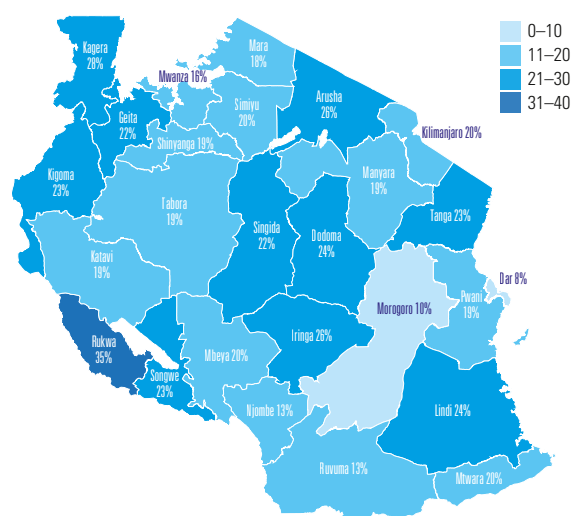 0–10
11–20
21–30
31–40
Kagera
28%
Mara
18%
Mwanza 16%
Simiyu
20%
Arusha
26%
Geita
22%
Shinyanga 19%
Kilimanjaro 20%
Kigoma
23%
Tabora
19%
Manyara
19%
Singida
22%
Dodoma
24%
Tanga 23%
Katavi
19%
Dar 8%
Pwani
19%
Morogoro 10%
Rukwa
35%
Mbeya 20%
Iringa 26%
Songwe
23%
Njombe 13%
Lindi 24%
Ruvuma 13%
Mtwara 20%